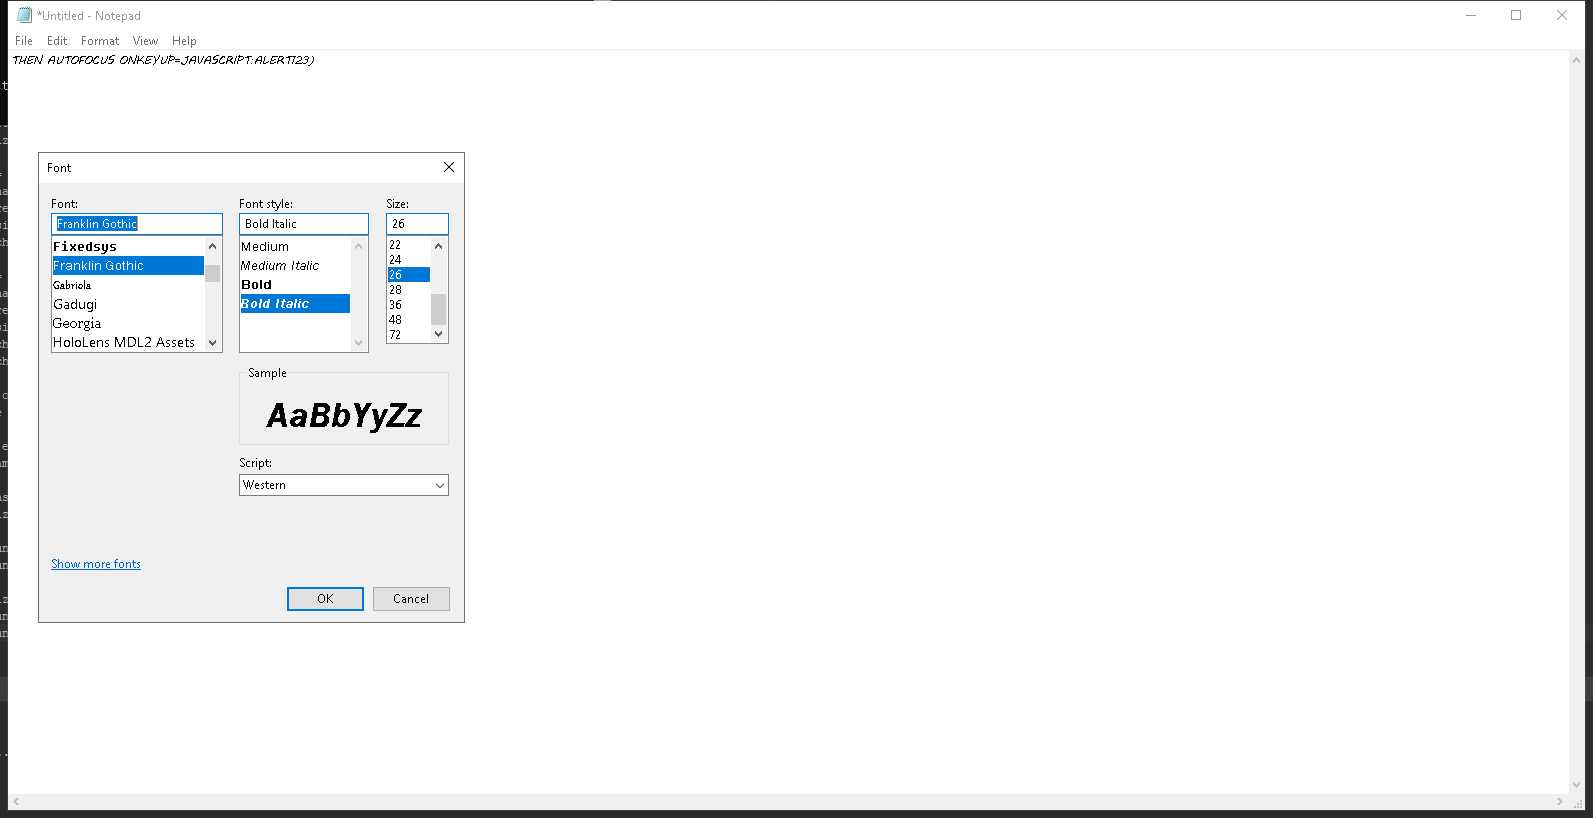 *Untitled - Notepad
File Edit Format View Help
THEN AUTOFOCUS ONKEYUP=JAVASCRIPT:ALERT123)
Font
Font: Font style: Size:
Franklin Gothic Bold Italic 26
Fixedsys Medium 22
Franklin Gothic Medium Italic 24
Gabriola Bold 26
Gadugi Bold Italic 28
Georgia 36
HoloLens MDL2 Assets 48
72
Sample
AaBbYyZz
Script:
Western
Show more fonts
OK Cancel